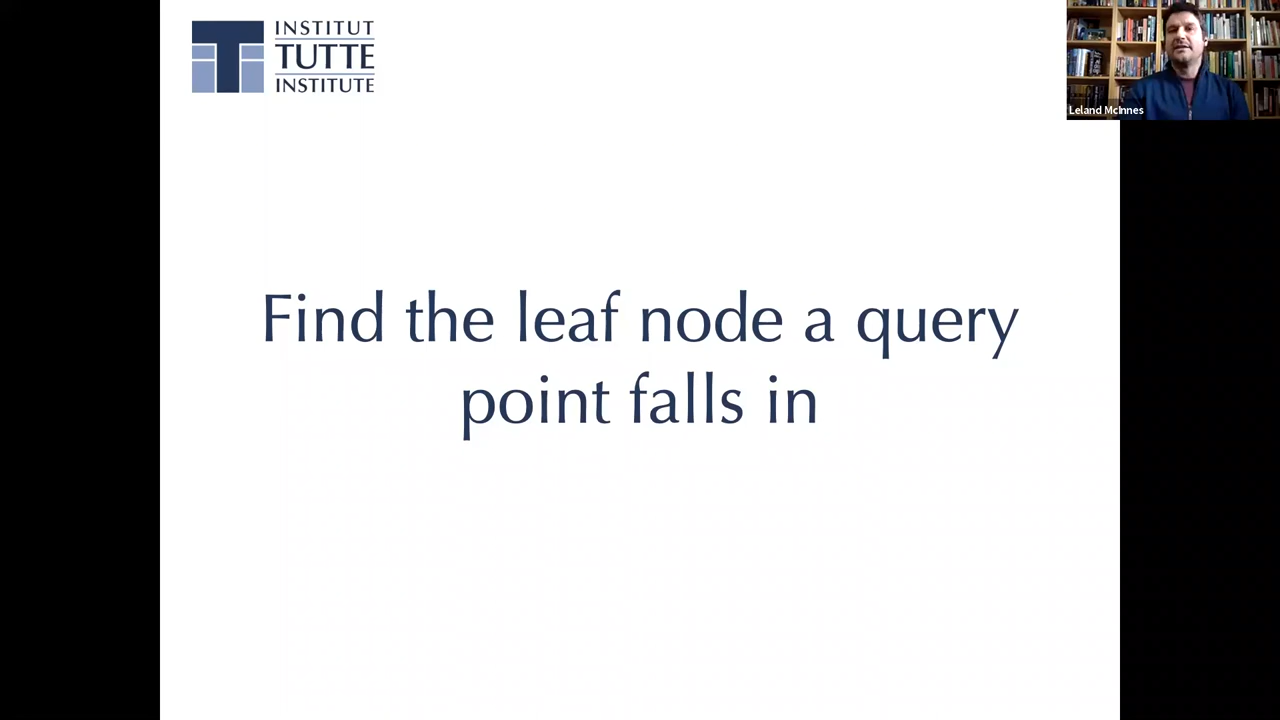 INSTITUT
TUTTE
INSTITUTE
Leland McInnes
Find the leaf node a query
point falls in